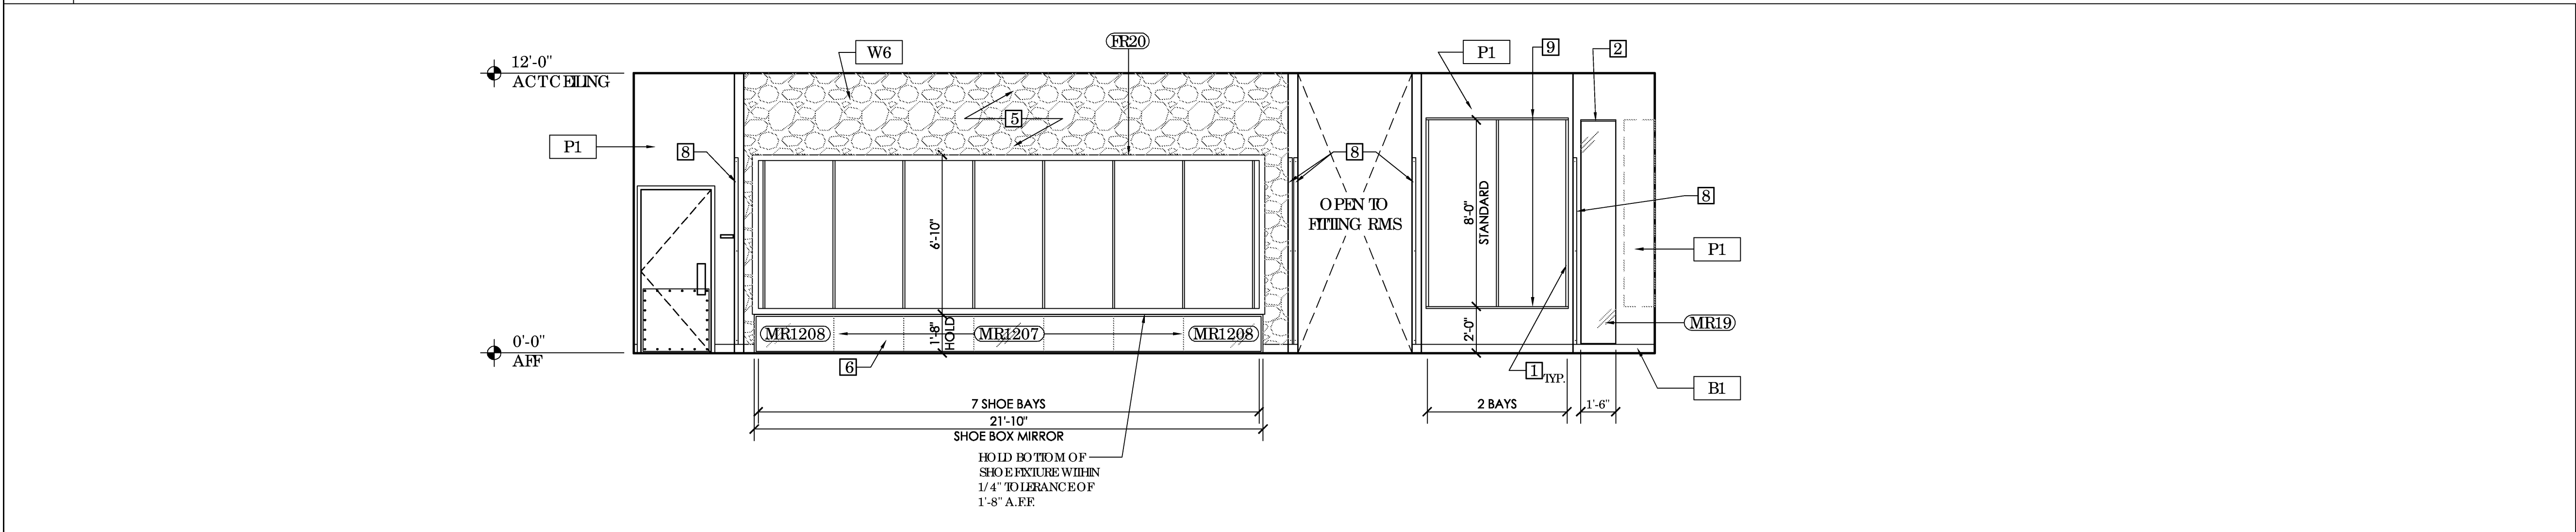 W6
FR20
P1
9
2
12'-0"
ACT CEILING
5
P1
8
8
OPEN TO
FITTING RMS
8'-0"
STANDARD
8
6'-10"
P1
MR1208
1'-8"
HOLD
MR1207
MR1208
2'-0"
MR19
0'-0"
AFF
6
1 TYP.
B1
7 SHOE BAYS
2 BAYS
1'-6"
21'-10"
SHOE BOX MIRROR
HOLD BOTTOM OF
SHOE FIXTURE WITHIN
1/4" TOLERANCE OF
1'-8" A.F.F.